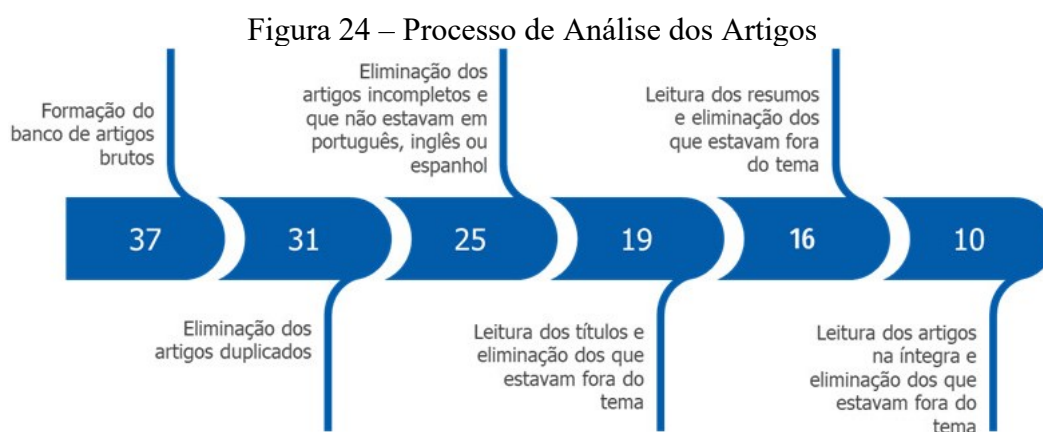 Figura 24 – Processo de Análise dos Artigos
Formação do
banco de artigos
brutos
Eliminação dos
artigos incompletos e
que não estavam em
português, inglês ou
espanhol
Leitura dos resumos
e eliminação dos
que estavam fora
do tema
37
31
25
19
16
10
Eliminação dos
artigos duplicados
Leitura dos títulos e
eliminação dos que
estavam fora do
tema
Leitura dos artigos
na íntegra e
eliminação dos que
estavam fora do
tema